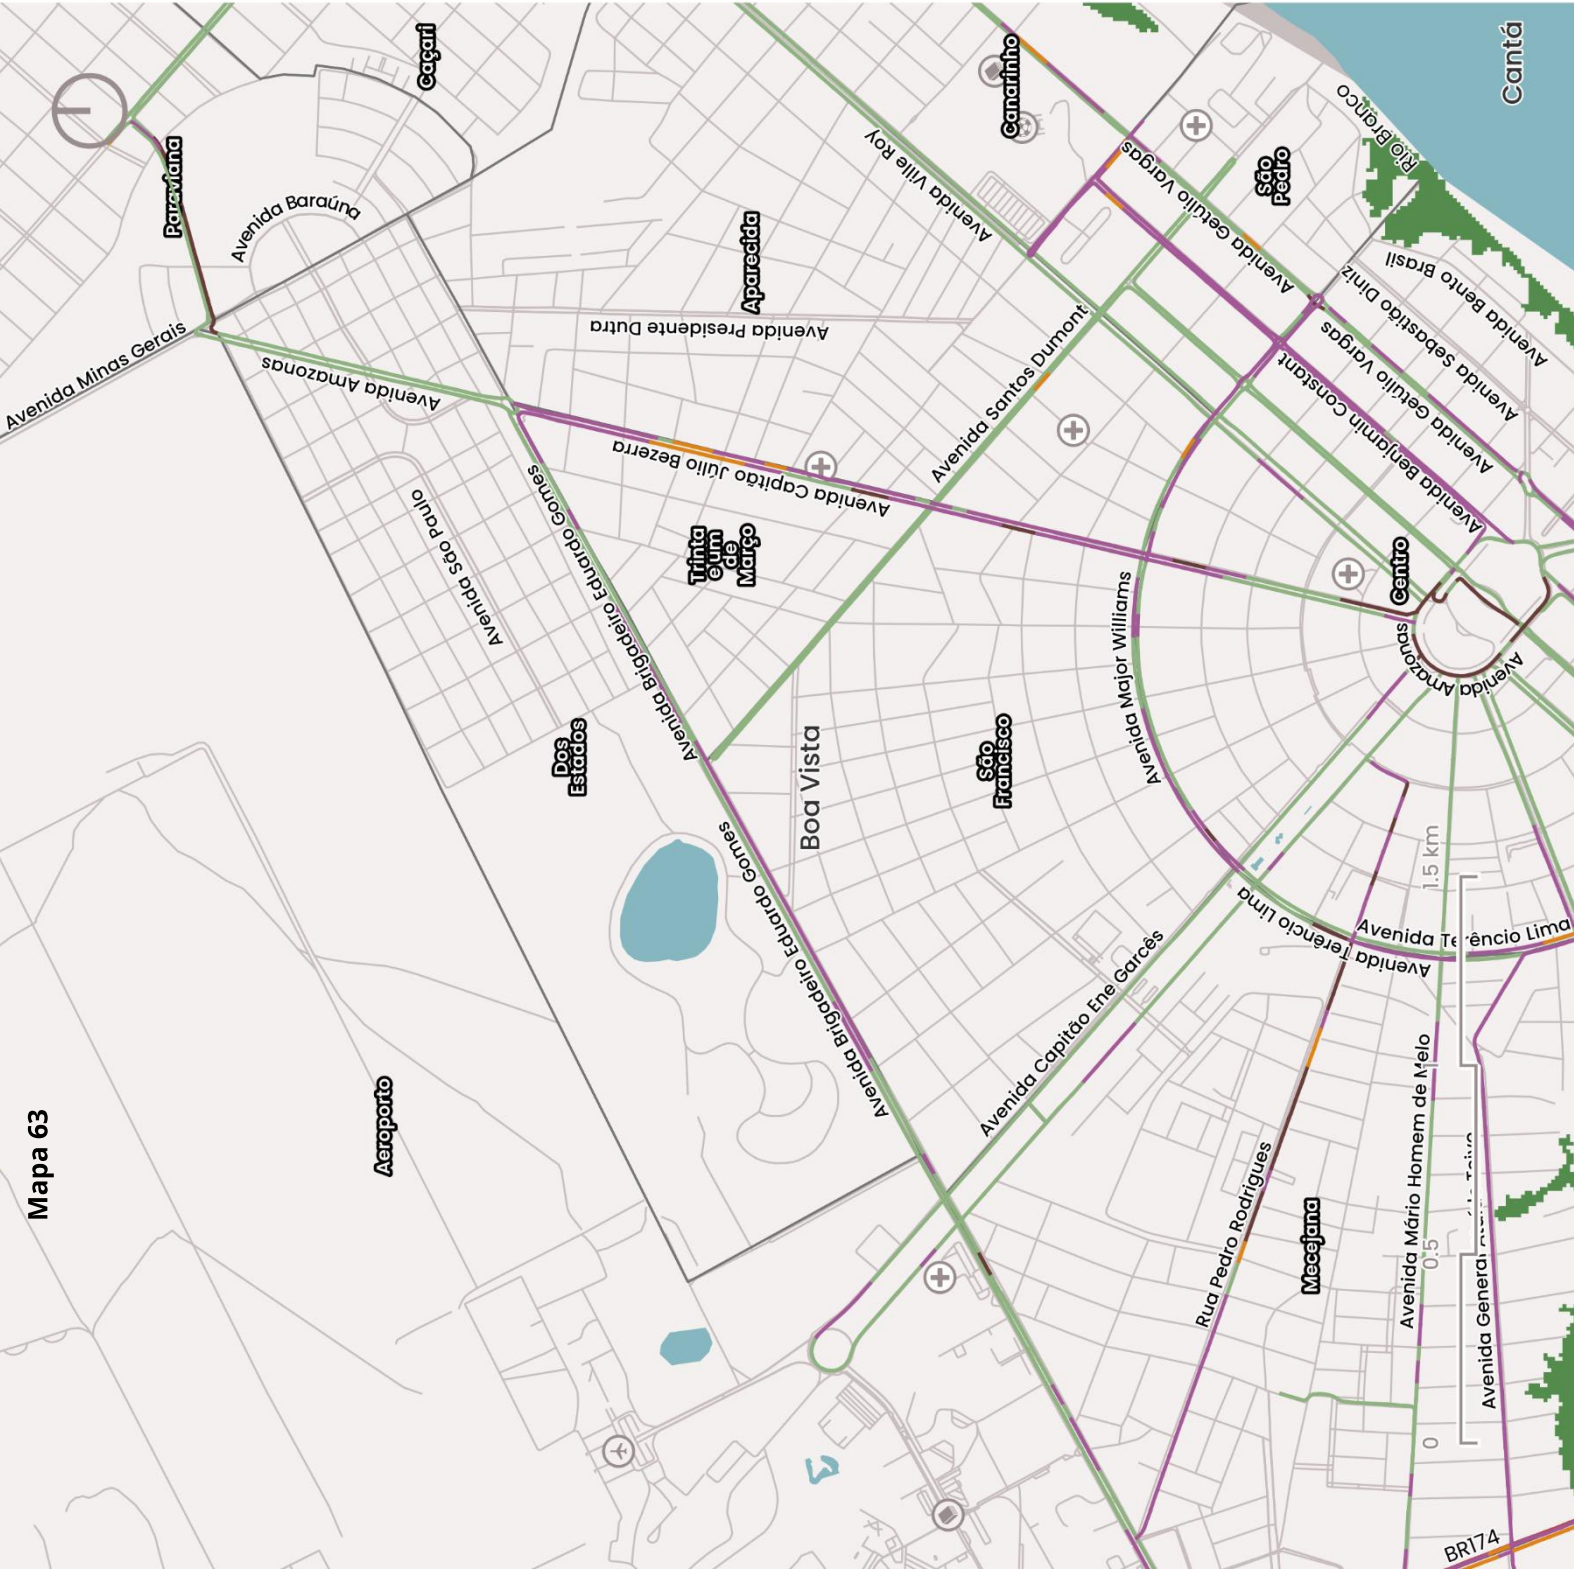 Mapa 63
Cantá
Caçari
Canarinho
Paraviana
Avenida Baraúna
Avenida Minas Gerais
Avenida Amazonas
Avenida Ville Roy
Aparecida
Avenida Presidente Dutra
São
Pedro
Rio Branco
Avenida Getúlio Vargas
Avenida Bento Brasil
Avenida Sebastião Diniz
Avenida Getúlio Vargas
Avenida Benjamin Constant
Avenida Santos Dumont
Avenida Capitão Júlio Bezerra
Avenida São Paulo
Avenida Brigadeiro Eduardo Gomes
Trinta
e um
de
Março
Centro
Avenida Amazonas
Avenida Major Williams
Dos
Estados
Boa Vista
São
Francisco
Avenida Brigadeiro Eduardo Gomes
Avenida Capitão Ene Garcês
Avenida Terêncio Lima
Avenida Terêncio Lima
Aeroporto
Rua Pedro Rodrigues
Mecejana
Avenida Mário Homem de Melo
Avenida General
BR174
0
0.5
1.5 km